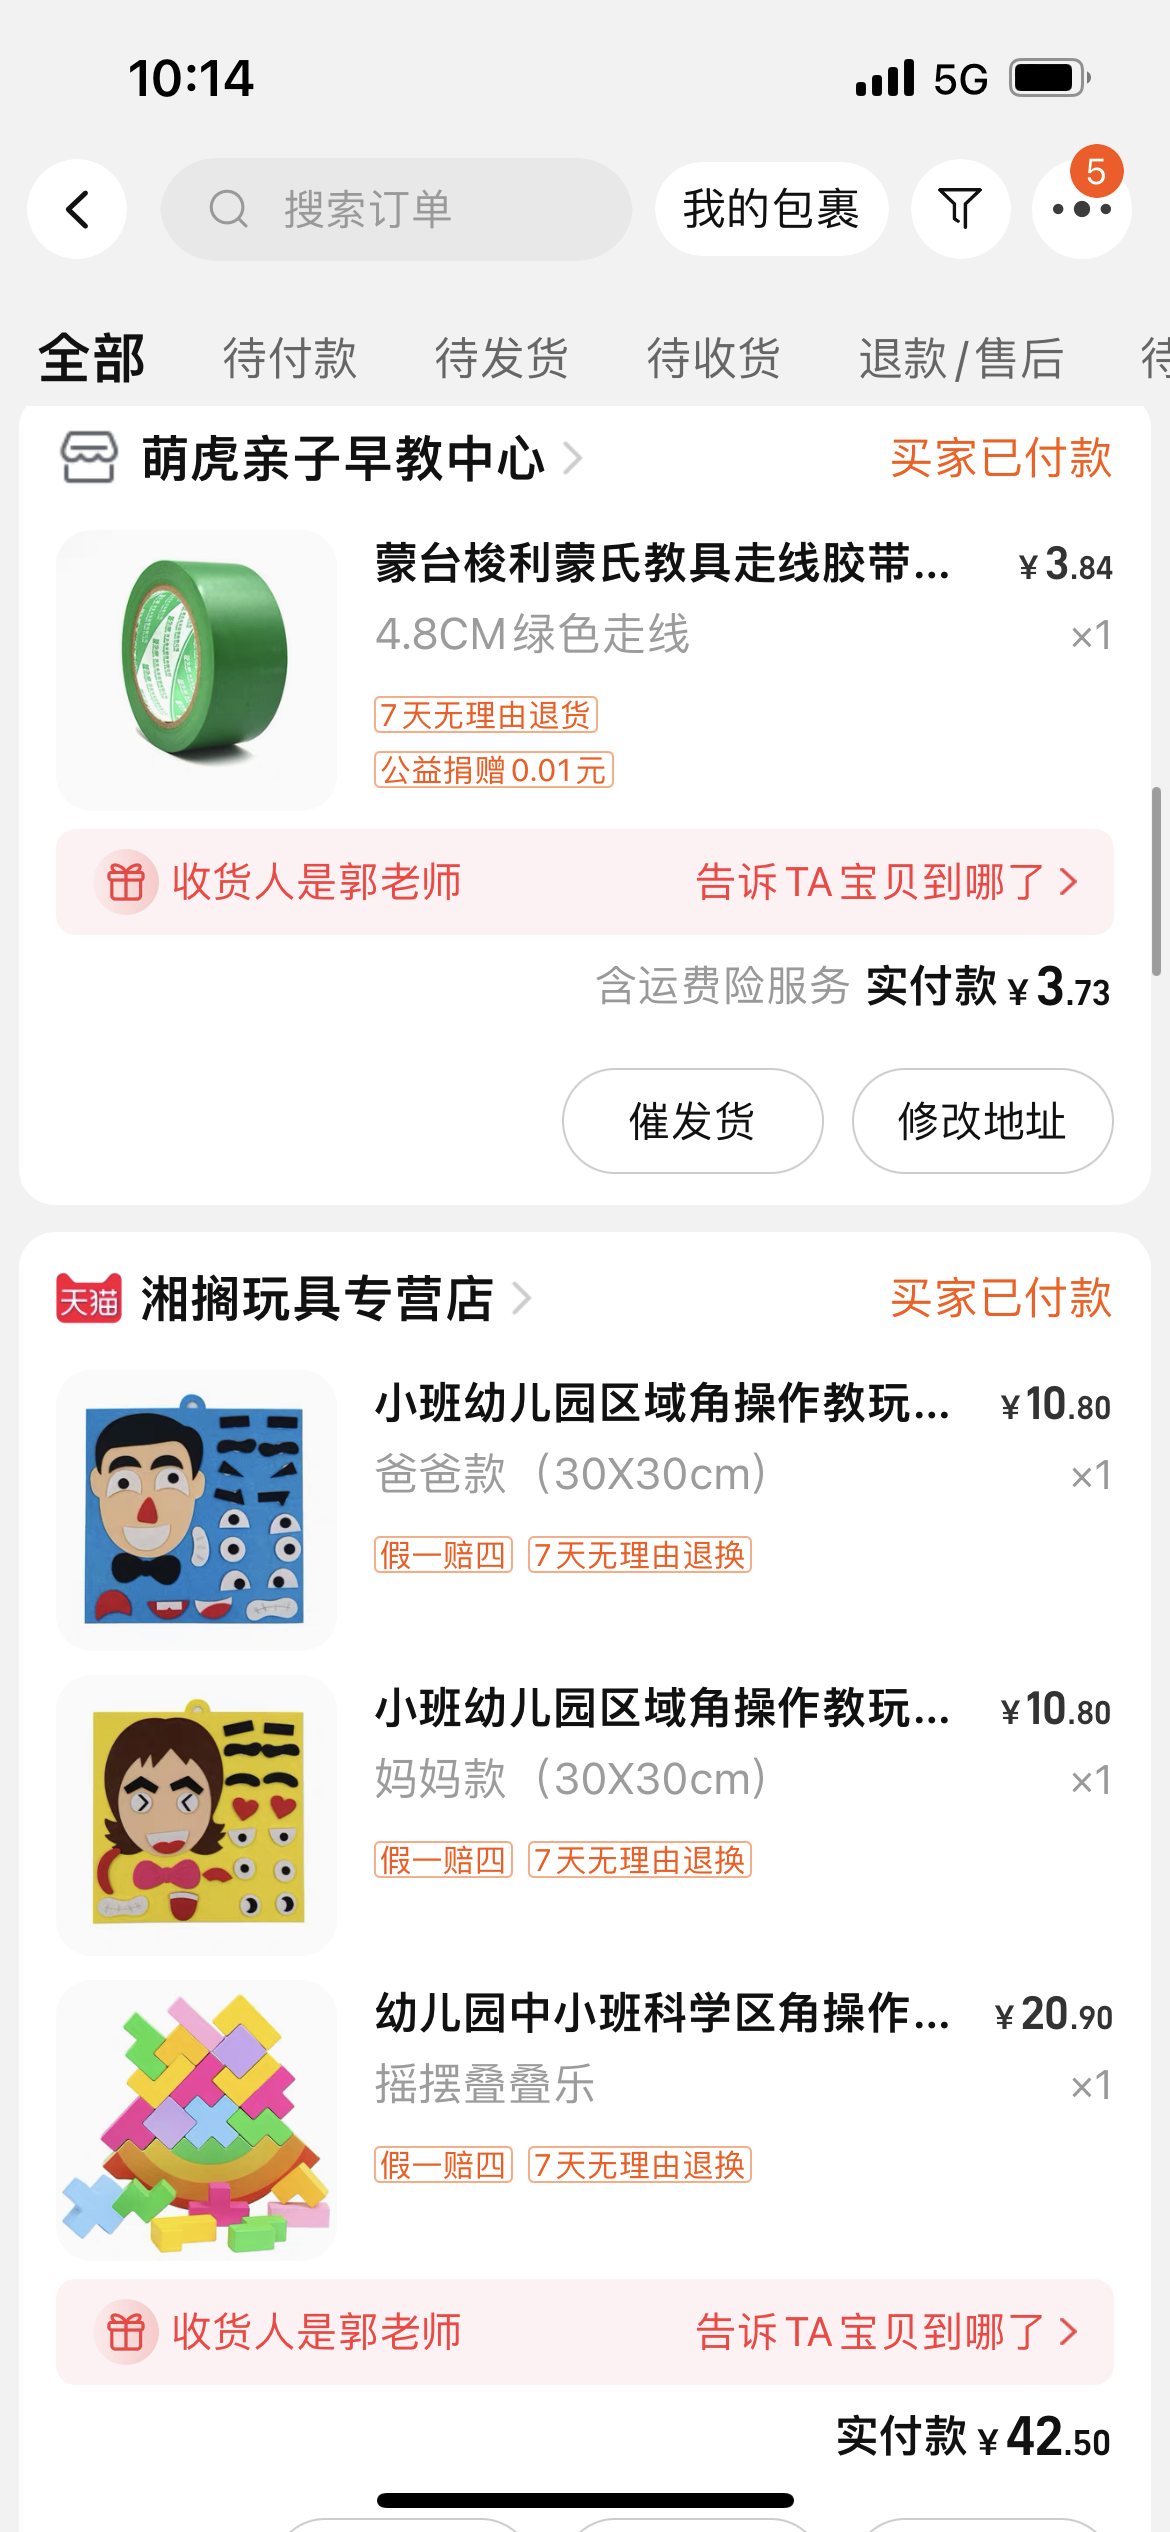 10:14
5G
搜索订单
我的包裹
5
全部
待付款
待发货
待收货
退款/售后
萌虎亲子早教中心
买家已付款
蒙台梭利蒙氏教具走线胶带...
¥3.84
4.8CM绿色走线
×1
7天无理由退货
公益捐赠0.01元
收货人是郭老师
告诉TA宝贝到哪了
含运费险服务 实付款 ¥3.73
催发货
修改地址
天猫
湘搁玩具专营店
买家已付款
小班幼儿园区域角操作教玩...
¥10.80
爸爸款（30X30cm）
×1
假一赔四
7天无理由退换
小班幼儿园区域角操作教玩...
¥10.80
妈妈款（30X30cm）
×1
假一赔四
7天无理由退换
幼儿园中小班科学区角操作...
¥20.90
摇摆叠叠乐
×1
假一赔四
7天无理由退换
收货人是郭老师
告诉TA宝贝到哪了
实付款 ¥42.50